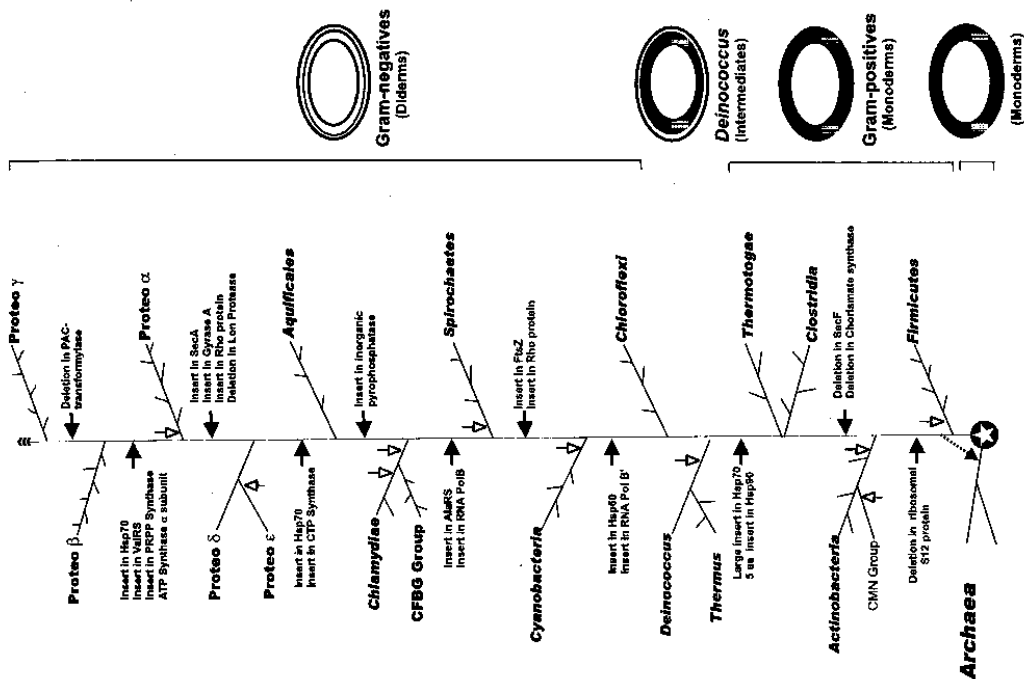 Archaea
Deletion in ribosomal
S12 protein
Actinobacteria
CMN Group
Large insert in Hsp70
5 aa insert in Hsp90
Thermus
Deinococcus
Insert in Hsp60
Insert in RNA Pol B'
Cyanobacteria
Insert in AlaRS
Insert in RNA PolB
CFBG Group
Chlamydiae
Insert in Hsp70
Insert in CTP Synthase
Proteo ε
Proteo δ
Insert in Hsp70
Insert in ValRS
Insert in PRPP Synthase
ATP Synthase α subunit
Proteo β
Firmicutes
Deletion in SecF
Deletion in Chorismate synthase
Clostridia
Thermotogae
Chloroflexi
Insert in FtsZ
Insert in Rho protein
Spirochaetes
Insert in inorganic
pyrophosphatase
Aquificales
Insert in SecA
Insert in Gyrase A
Insert in Rho protein
Deletion in Lon Protease
Proteo α
Deletion in PAC-
transformylase
Proteo γ
(Monoderms)
Gram-positives
(Monoderms)
Deinococcus
(Intermediates)
Gram-negatives
(Diderms)